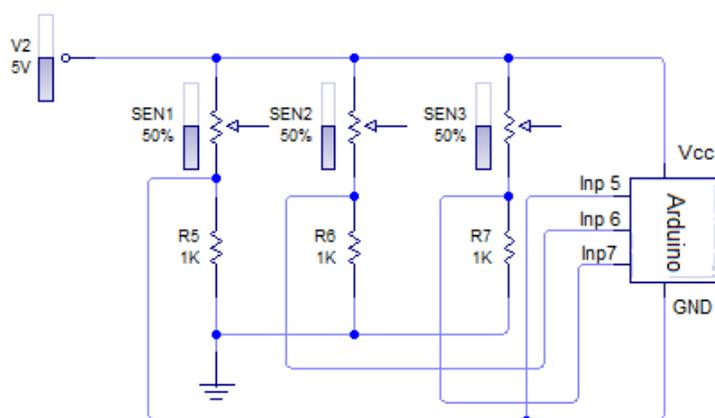 V2
5V
SEN1
50%
SEN2
50%
SEN3
50%
Vcc
Inp 5
Inp 6
Inp7
Arduino
R5
1K
R6
1K
R7
1K
GND